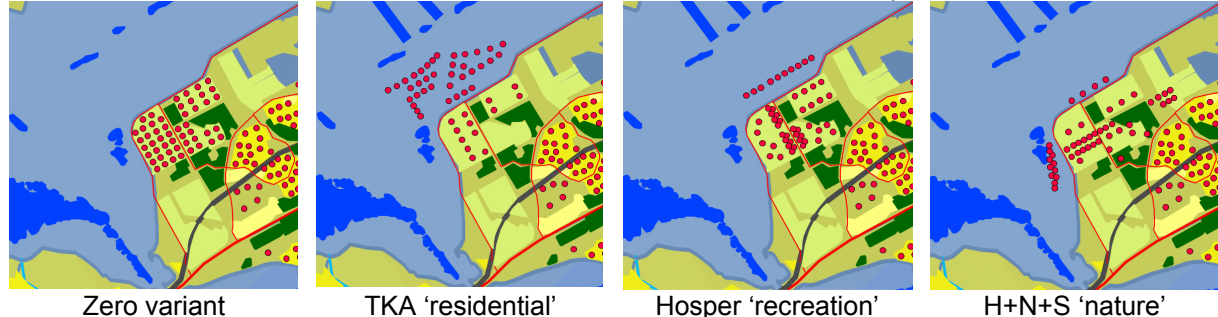 Zero variant
TKA ‘residential’
Hosper ‘recreation’
H+N+S ‘nature’